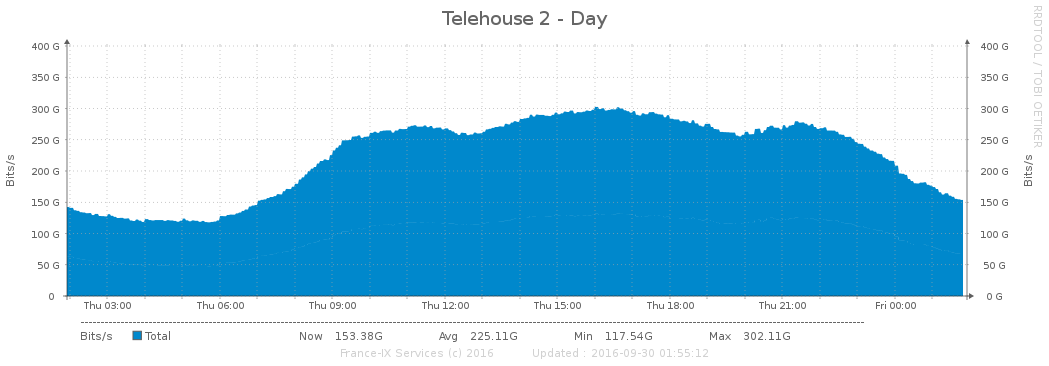 Telehouse 2 - Day
RRDTOOL / TOBI OETIKER
Bits/s
400 G 400 G
350 G 350 G
300 G 300 G
250 G 250 G
200 G 200 G
150 G 150 G
100 G 100 G
50 G 50 G
0 0 G
Bits/s
Thu 03:00 Thu 06:00 Thu 09:00 Thu 12:00 Thu 15:00 Thu 18:00 Thu 21:00 Fri 00:00
Bits/s Total Now 153.38G Avg 225.11G Min 117.54G Max 302.11G
France-IX Services (c) 2016 Updated : 2016-09-30 01:55:12